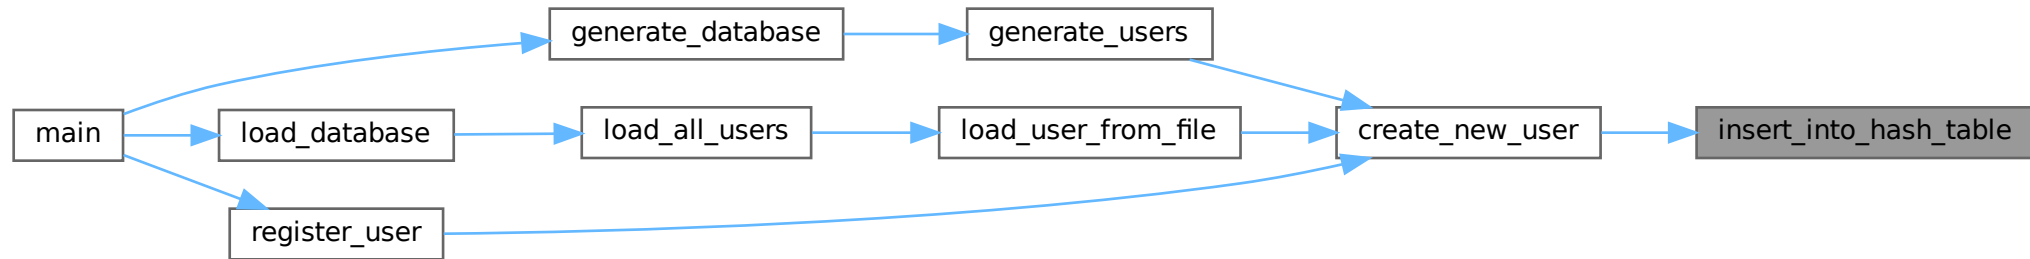 generate_database
generate_users
main
load_database
load_all_users
load_user_from_file
create_new_user
insert_into_hash_table
register_user